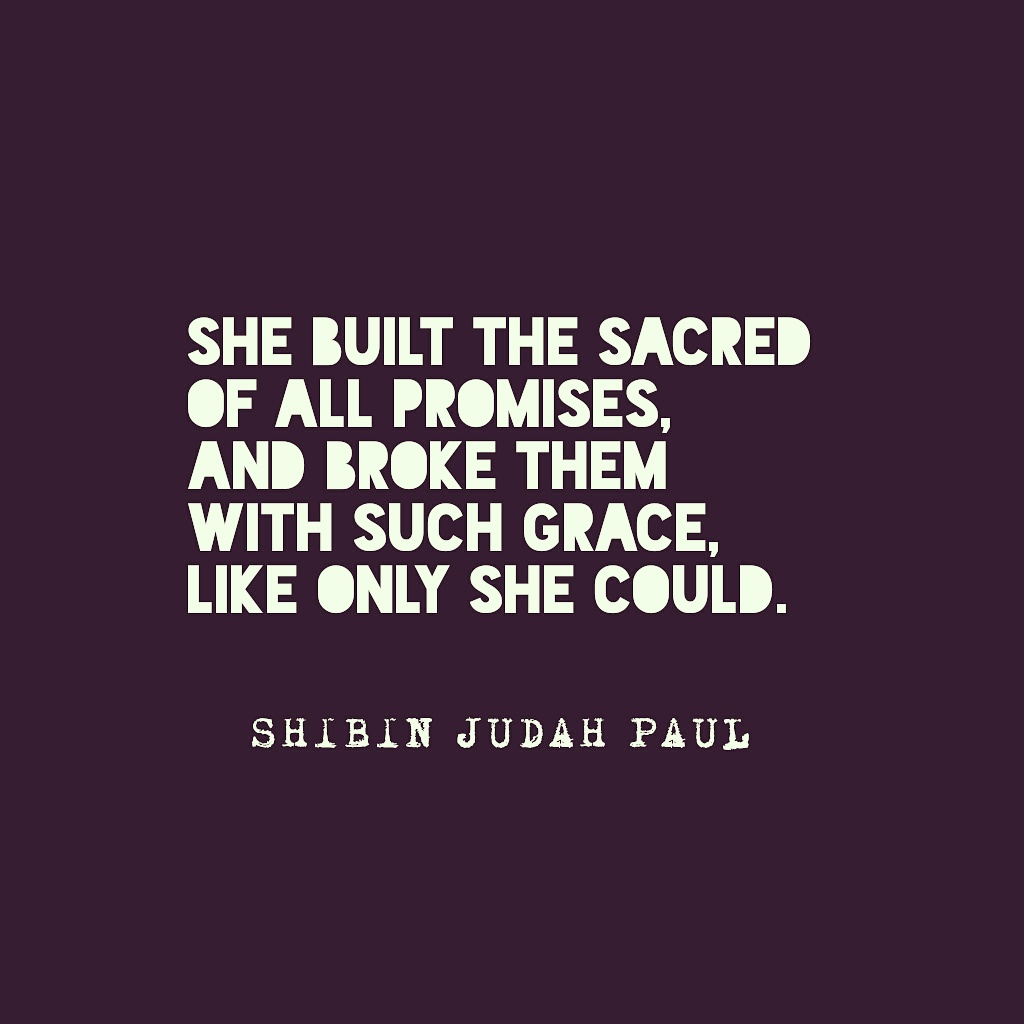 SHE BUILT THE SACRED
OF ALL PROMISES,
AND BROKE THEM
WITH SUCH GRACE,
LIKE ONLY SHE COULD.
SHIBIN JUDAH PAUL